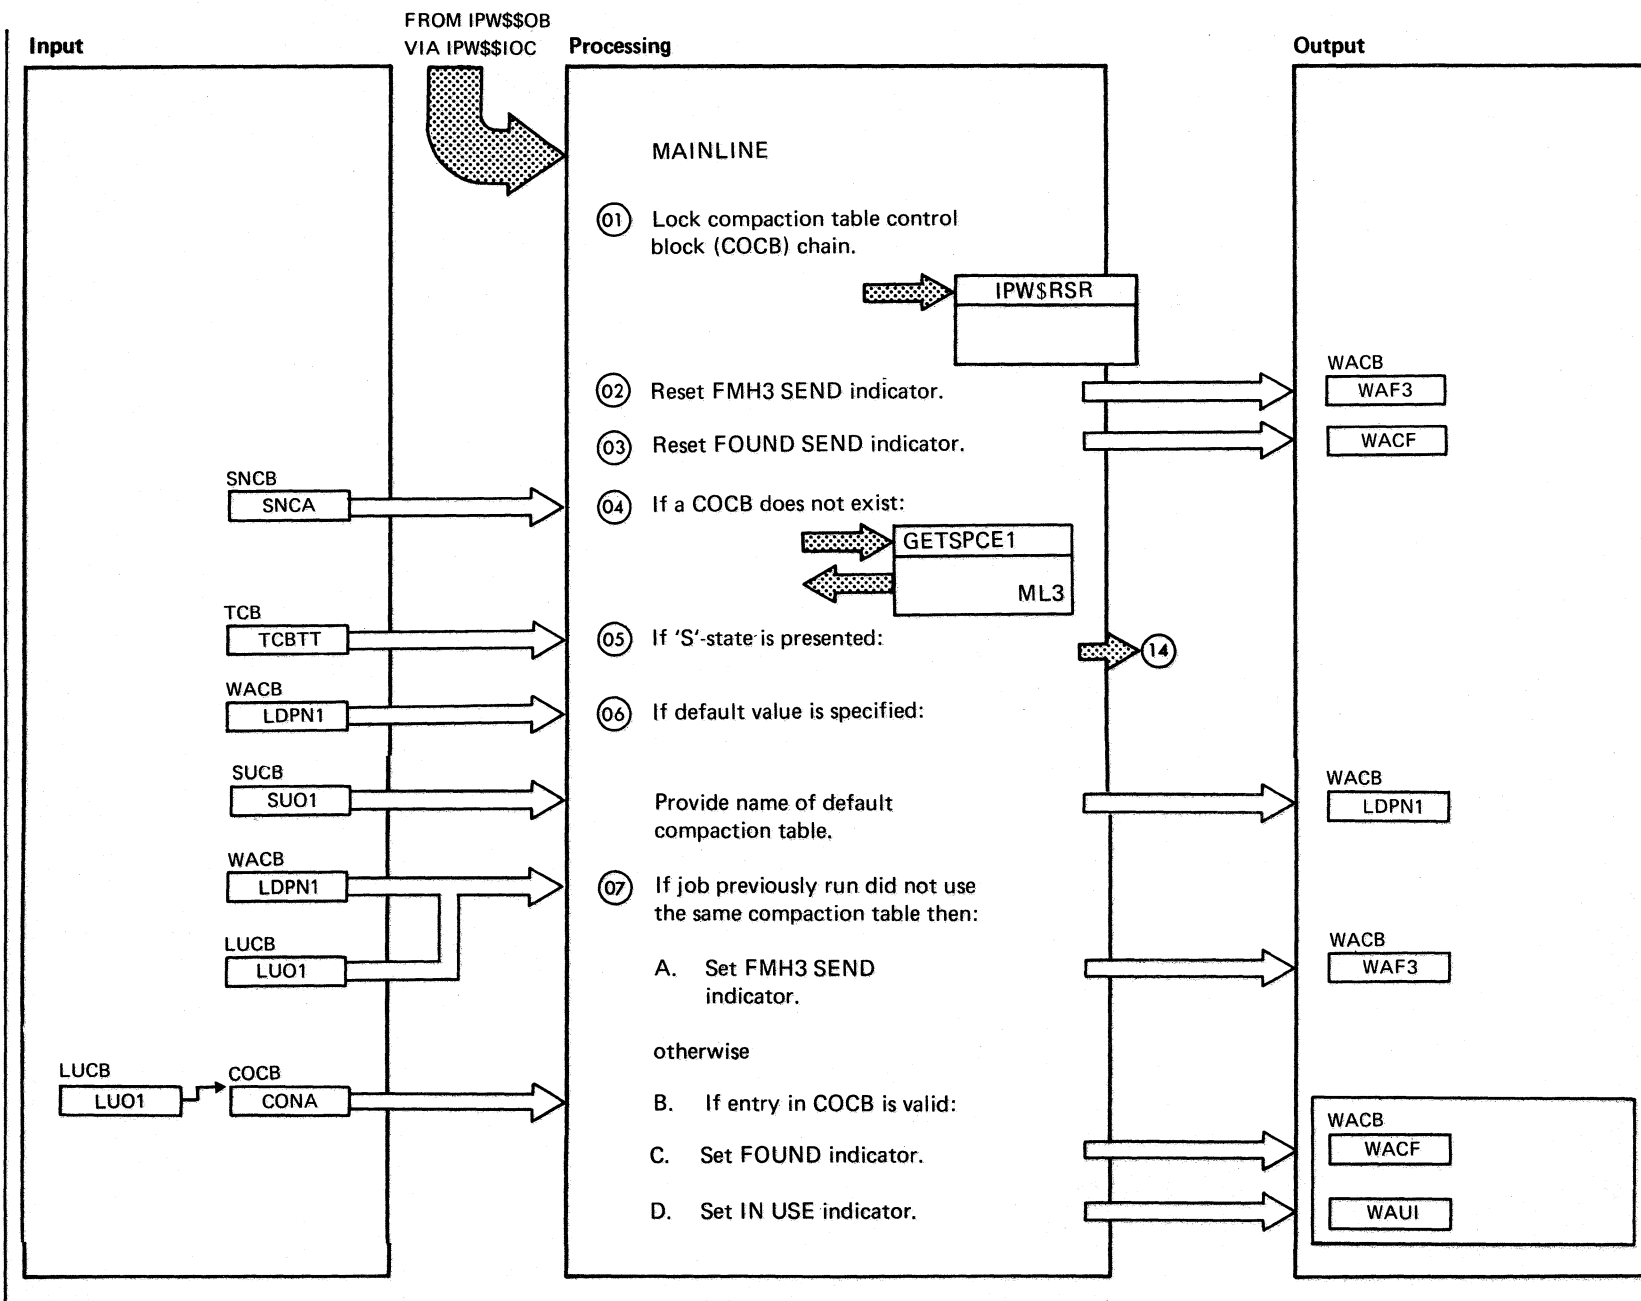 FROM IPW$$OB
VIA IPW$$IOC
Input
Processing
Output
MAINLINE
01 Lock compaction table control
block (COCB) chain.
IPW$RSR
WACB
02 Reset FMH3 SEND indicator.
WAF3
03 Reset FOUND SEND indicator.
WACF
SNCB
SNCA
04 If a COCB does not exist:
GETSPCE1
ML3
TCB
TCBTT
05 If 'S'-state is presented:
14
WACB
LDPN1
06 If default value is specified:
SUCB
SUO1
Provide name of default
compaction table.
WACB
LDPN1
WACB
LDPN1
07 If job previously run did not use
the same compaction table then:
LUCB
LUO1
A. Set FMH3 SEND
indicator.
WACB
WAF3
otherwise
LUCB
LUO1
COCB
CONA
B. If entry in COCB is valid:
WACB
C. Set FOUND indicator.
WACF
D. Set IN USE indicator.
WAUI